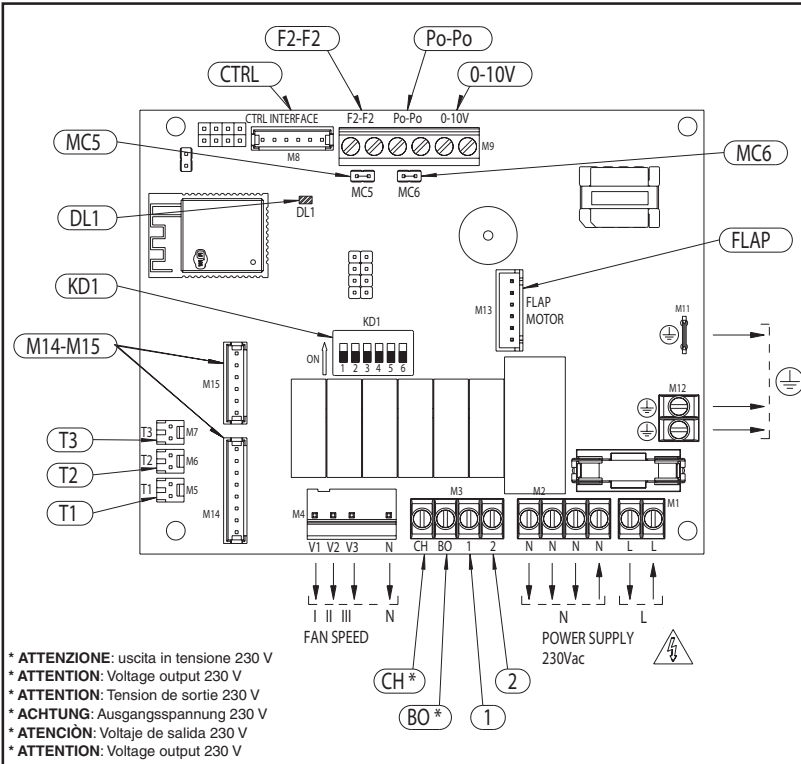 F2-F2
Po-Po
CTRL
0-10V
CTRL INTERFACE
F2-F2
Po-Po
0-10V
M8
M9
MC5
MC6
MC5
MC6
DL1
DL1
FLAP
KD1
KD1
M13
FLAP
MOTOR
M11
ON
1 2 3 4 5 6
M14-M15
M15
M12
T3
T3
M7
T2
T2
M6
T1
T1
M5
M14
M4
M3
M2
M1
V1 V2 V3 N
CH BO 1 2
N N N N
L L
I II III N
FAN SPEED
N
L
POWER SUPPLY
230Vac
CH *
2
BO *
1
* ATTENZIONE: uscita in tensione 230 V
* ATTENTION: Voltage output 230 V
* ATTENTION: Tension de sortie 230 V
* ACHTUNG: Ausgangsspannung 230 V
* ATENCIÒN: Voltaje de salida 230 V
* ATTENTION: Voltage output 230 V